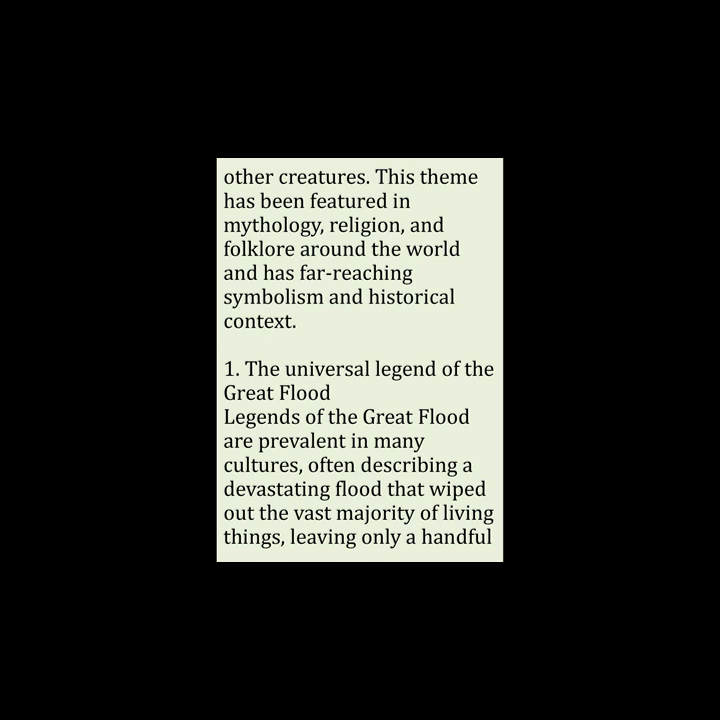 other creatures. This theme
has been featured in
mythology, religion, and
folklore around the world
and has far-reaching
symbolism and historical
context.

1. The universal legend of the
Great Flood
Legends of the Great Flood
are prevalent in many
cultures, often describing a
devastating flood that wiped
out the vast majority of living
things, leaving only a handful